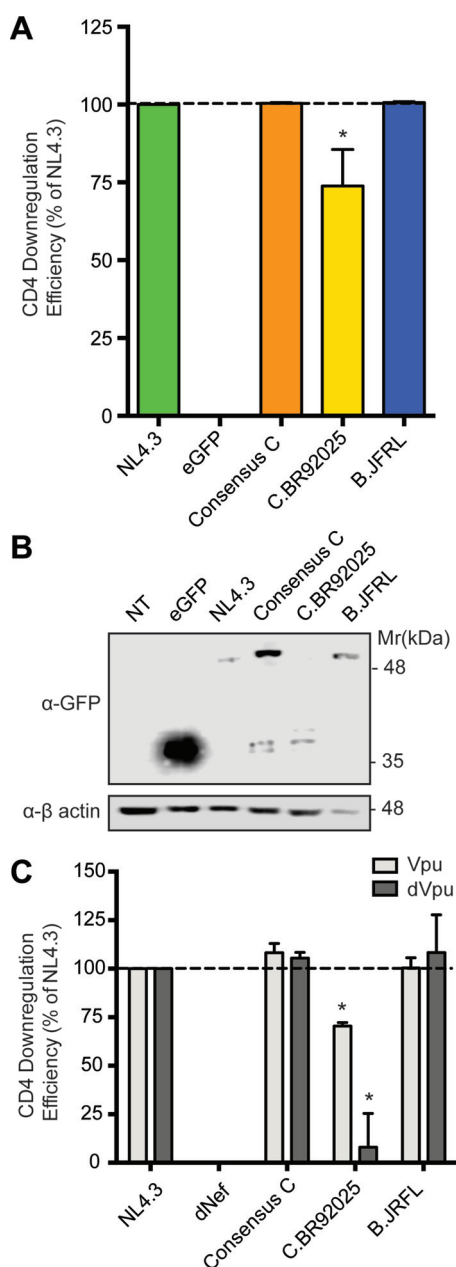 A
CD4 Downregulation
Efficiency (% of NL4.3)
125
100
75
50
25
0
*
NL4.3
eGFP
Consensus C
C.BR92025
B.JFRL
B
NT
eGFP
NL4.3
Consensus C
C.BR92025
B.JFRL
Mr(kDa)
α-GFP
- 48
- 35
α-β actin
- 48
C
Vpu
dVpu
CD4 Downregulation
Efficiency (% of NL4.3)
150
125
100
75
50
25
0
*
*
NL4.3
dNef
Consensus C
C.BR92025
B.JRFL